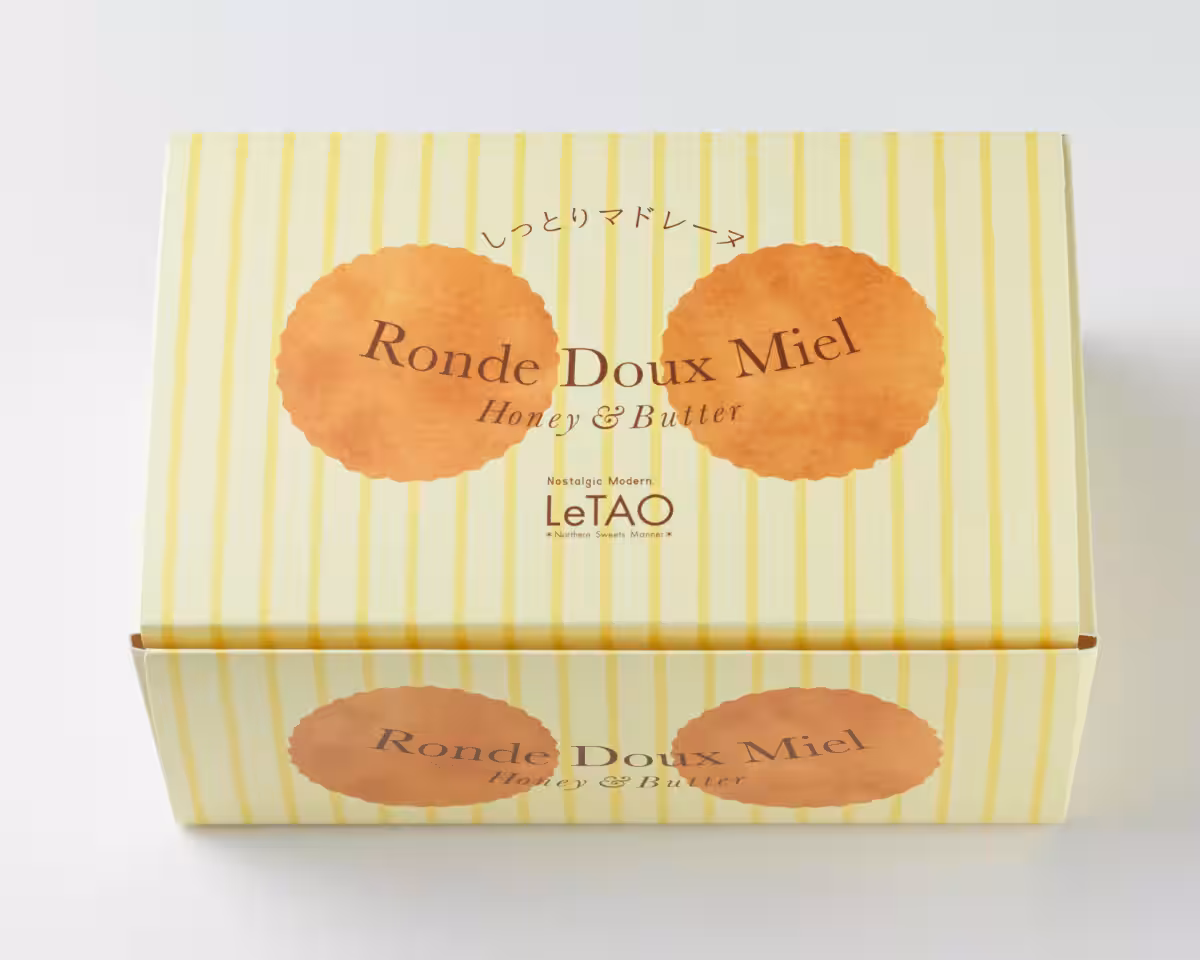 しっとりマドレーヌ
Ronde Doux Miel
Honey & Butter
Nostalgic Modern.
LeTAO
*Northern Sweets Manner*
Ronde Doux Miel
Honey & Butter